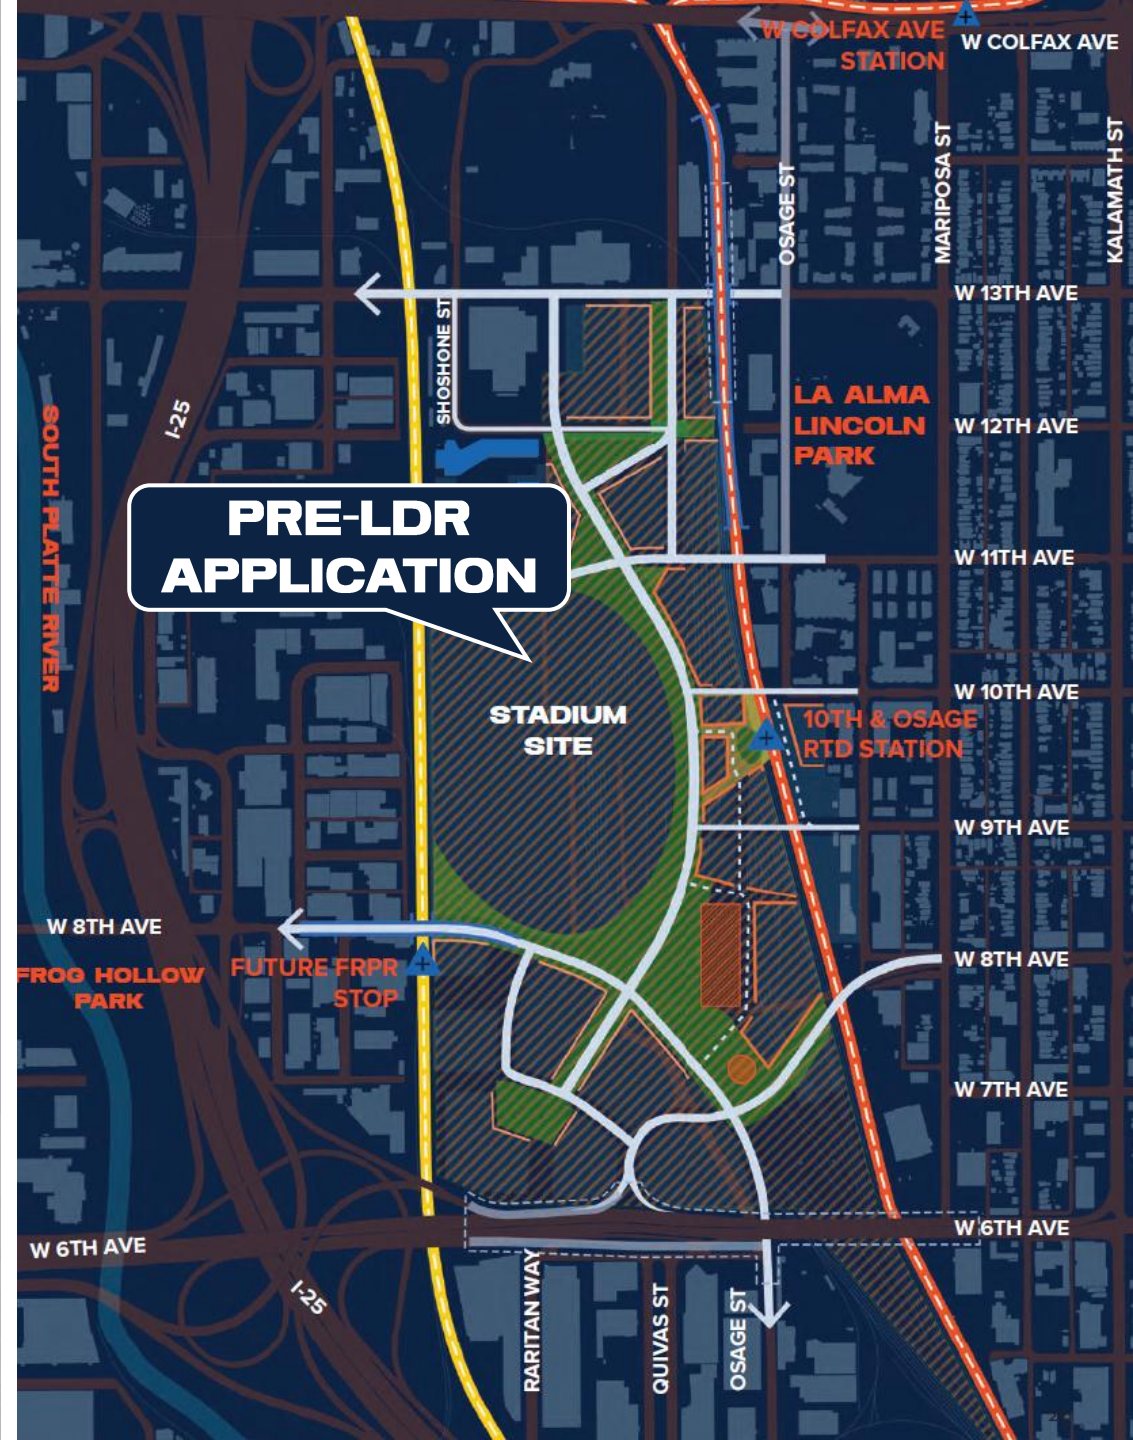 W COLFAX AVE
STATION
W COLFAX AVE
OSAGE ST
MARIPOSA ST
KALAMATH ST
W 13TH AVE
SHOSHONE ST
I-25
LA ALMA
LINCOLN
PARK
W 12TH AVE
SOUTH PLATTE RIVER
PRE-LDR
APPLICATION
W 11TH AVE
STADIUM
SITE
W 10TH AVE
10TH & OSAGE
RTD STATION
W 9TH AVE
W 8TH AVE
FROG HOLLOW
PARK
FUTURE FRPR
STOP
W 8TH AVE
W 7TH AVE
W 6TH AVE
W 6TH AVE
I-25
RARITAN WAY
QUIVAS ST
OSAGE ST